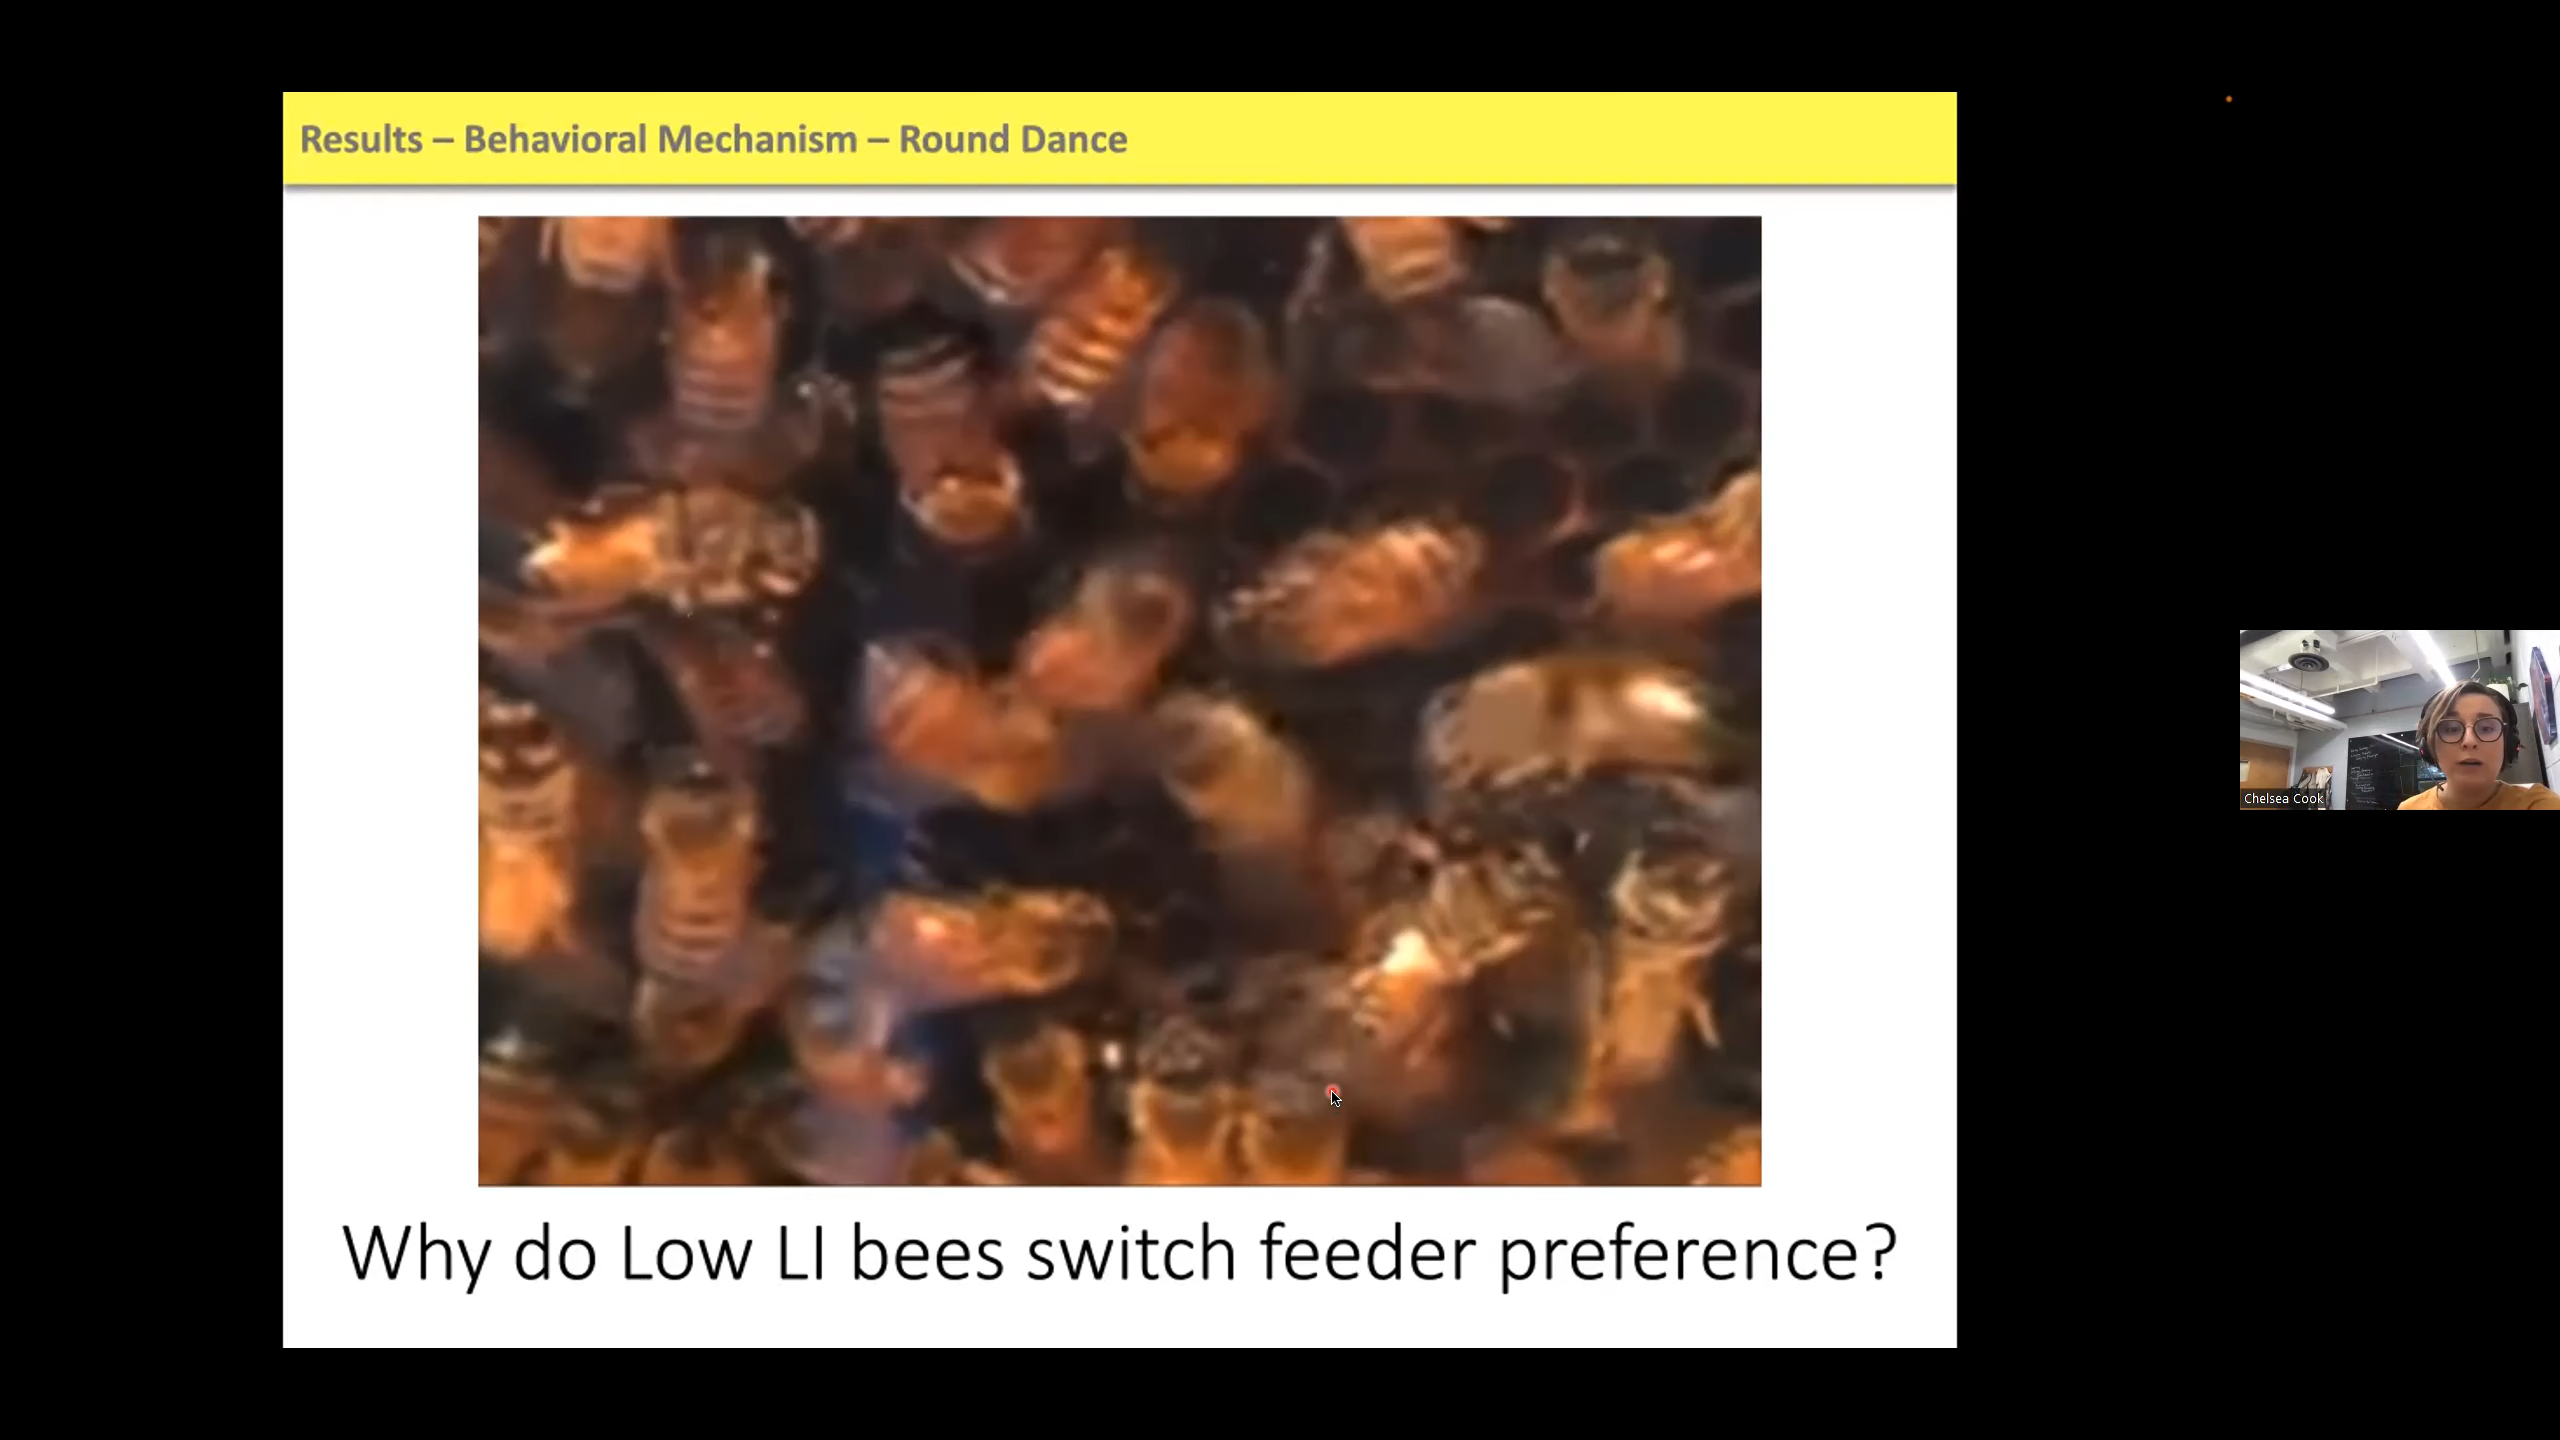 Results – Behavioral Mechanism – Round Dance
Why do Low LI bees switch feeder preference?
Chelsea Cook